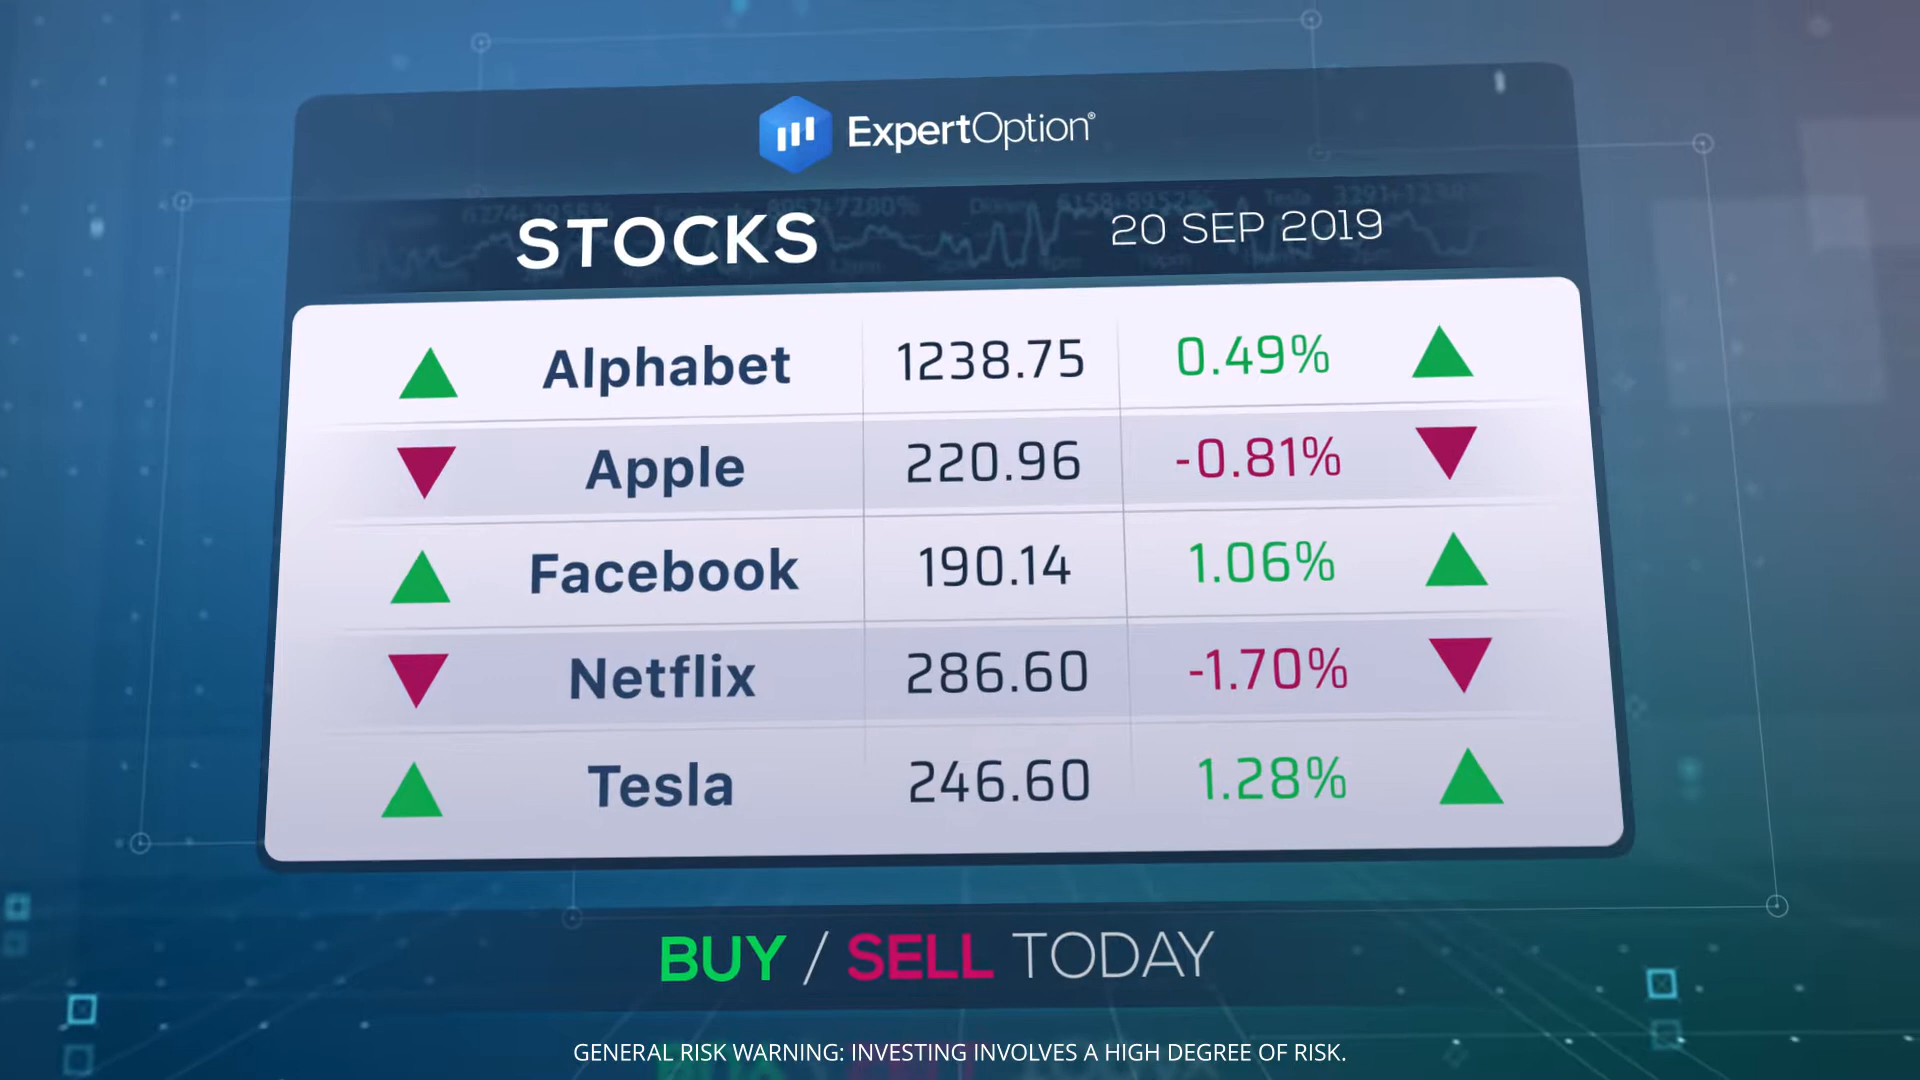 ExpertOption®
STOCKS 20 SEP 2019
Alphabet 1238.75 0.49%
Apple 220.96 -0.81%
Facebook 190.14 1.06%
Netflix 286.60 -1.70%
Tesla 246.60 1.28%
BUY / SELL TODAY
GENERAL RISK WARNING: INVESTING INVOLVES A HIGH DEGREE OF RISK.